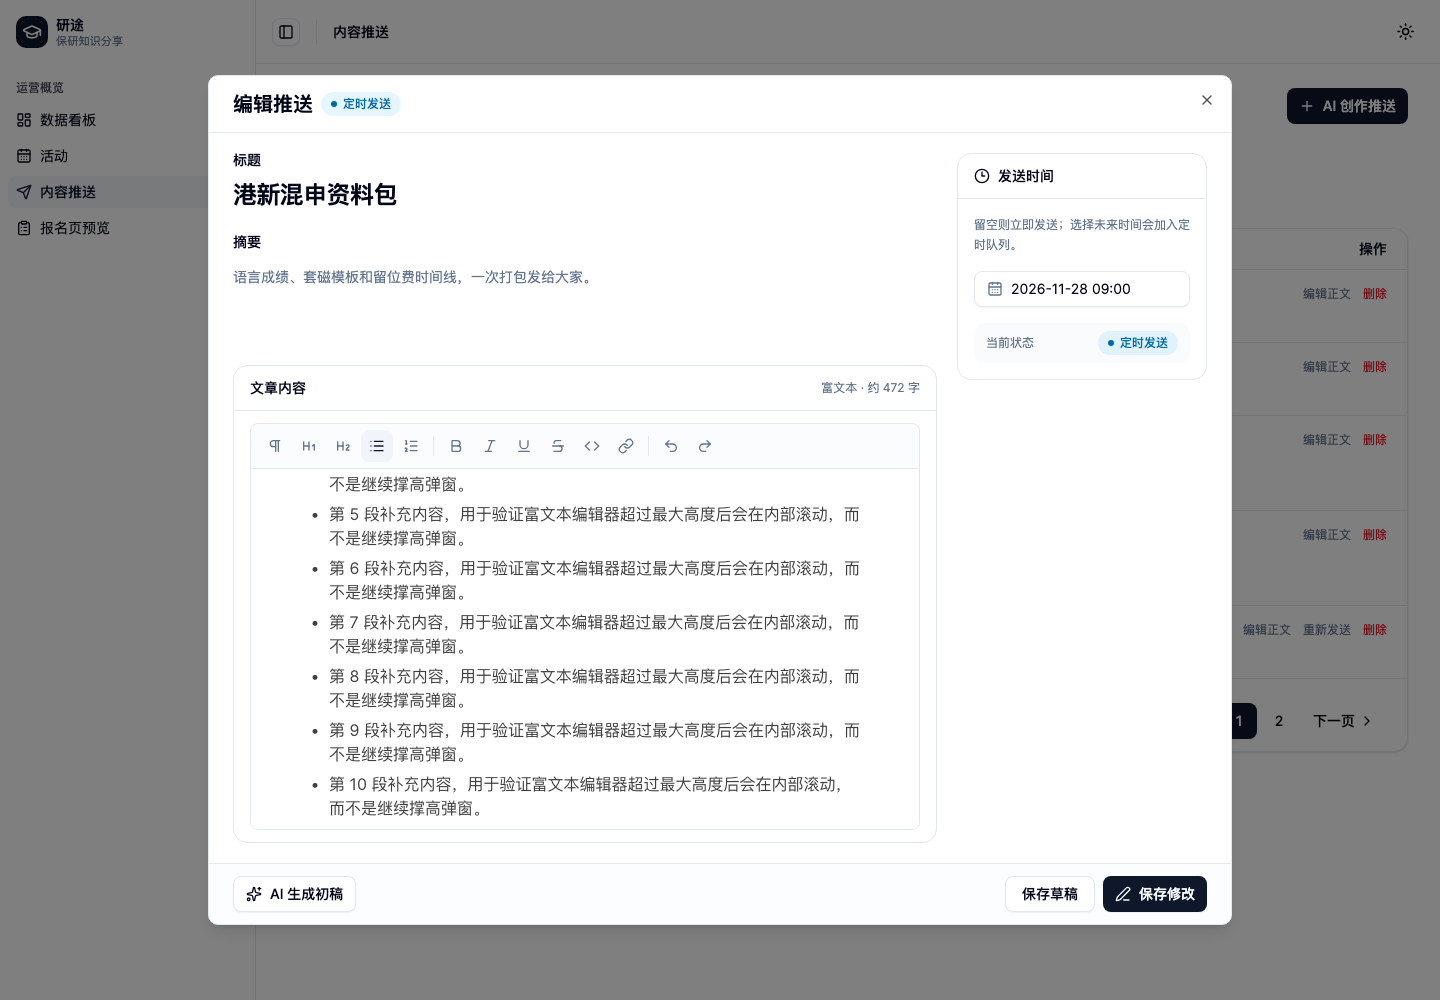 研途
保研知识分享
运营概览
数据看板
活动
内容推送
报名页预览
内容推送
AI 创作推送
操作
编辑正文 删除
编辑正文 删除
编辑正文 删除
编辑正文 删除
编辑正文 重新发送 删除
1 2 下一页
编辑推送 定时发送
标题
港新混申资料包
摘要
语言成绩、套磁模板和留位费时间线，一次打包发给大家。
文章内容
富文本 · 约 472 字
H1 H2
不是继续撑高弹窗。
• 第 5 段补充内容，用于验证富文本编辑器超过最大高度后会在内部滚动，而
不是继续撑高弹窗。
• 第 6 段补充内容，用于验证富文本编辑器超过最大高度后会在内部滚动，而
不是继续撑高弹窗。
• 第 7 段补充内容，用于验证富文本编辑器超过最大高度后会在内部滚动，而
不是继续撑高弹窗。
• 第 8 段补充内容，用于验证富文本编辑器超过最大高度后会在内部滚动，而
不是继续撑高弹窗。
• 第 9 段补充内容，用于验证富文本编辑器超过最大高度后会在内部滚动，而
不是继续撑高弹窗。
• 第 10 段补充内容，用于验证富文本编辑器超过最大高度后会在内部滚动，
而不是继续撑高弹窗。
发送时间
留空则立即发送；选择未来时间会加入定
时队列。
2026-11-28 09:00
当前状态 定时发送
AI 生成初稿
保存草稿
保存修改